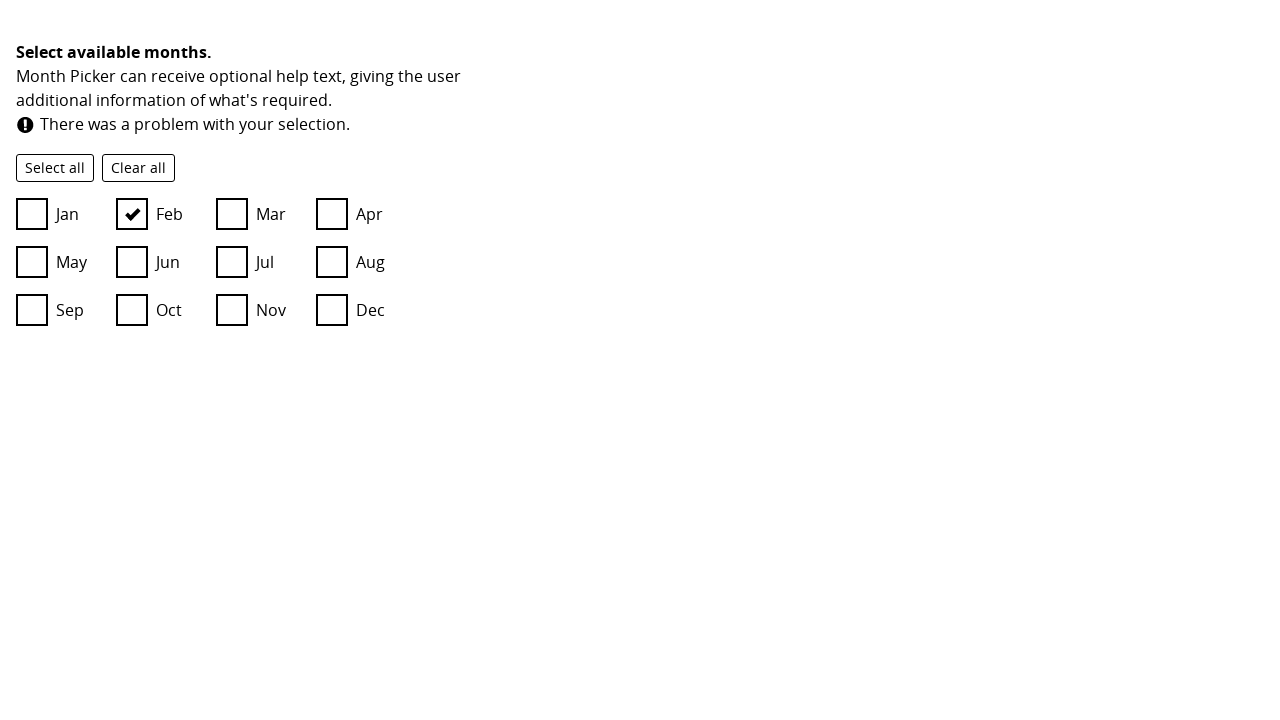 Select available months.
Month Picker can receive optional help text, giving the user
additional information of what's required.
There was a problem with your selection.
Select all Clear all
Jan Feb Mar Apr
May Jun Jul Aug
Sep Oct Nov Dec